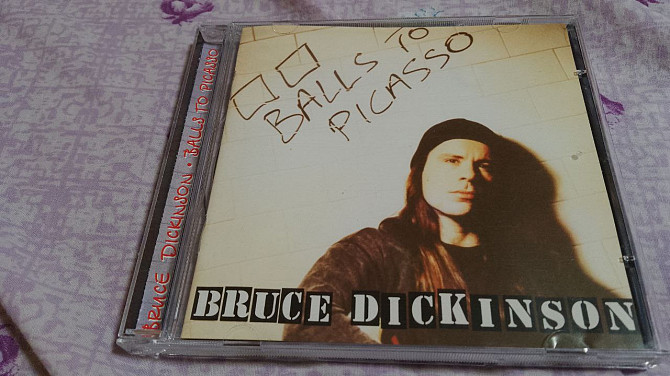 BALLS TO
PICASSO
BRUCE DICKINSON
BRUCE DICKINSON • BALLS TO PICASSO